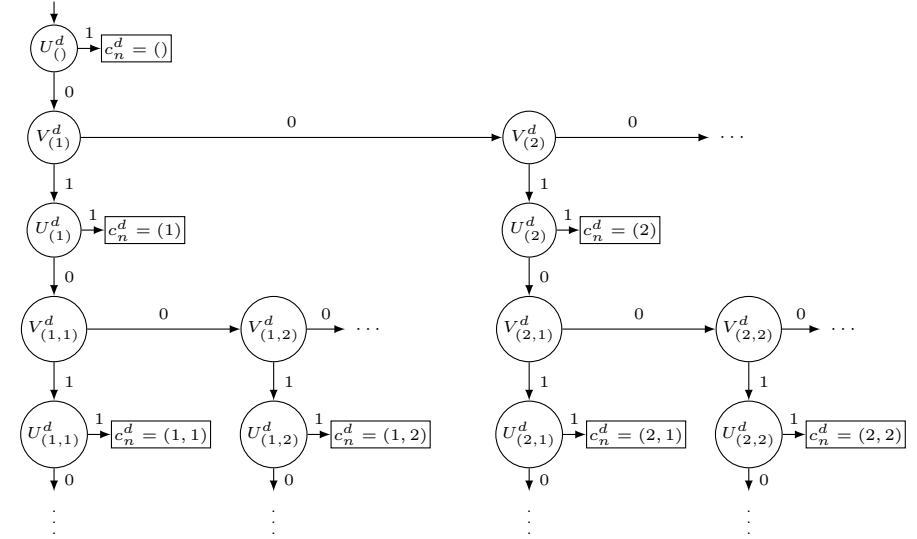 U^d_{()} 1 c^d_n = ()
0
V^d_{(1)} 0 V^d_{(2)} 0 ···
1 1
U^d_{(1)} 1 c^d_n = (1) U^d_{(2)} 1 c^d_n = (2)
0 0
V^d_{(1,1)} 0 V^d_{(1,2)} 0 ··· V^d_{(2,1)} 0 V^d_{(2,2)} 0 ···
1 1 1 1
U^d_{(1,1)} 1 c^d_n = (1, 1) U^d_{(1,2)} 1 c^d_n = (1, 2) U^d_{(2,1)} 1 c^d_n = (2, 1) U^d_{(2,2)} 1 c^d_n = (2, 2)
0 0 0 0
⋮ ⋮ ⋮ ⋮